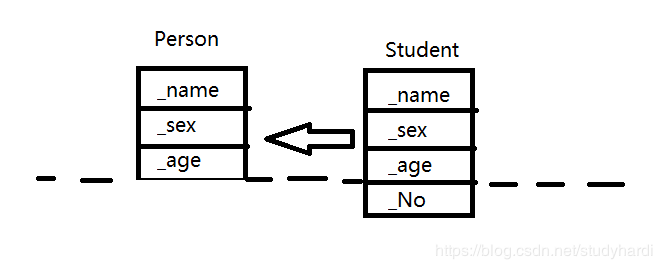 Person
_name
_sex
_age
Student
_name
_sex
_age
_No
https://blog.csdn.net/studyhardi